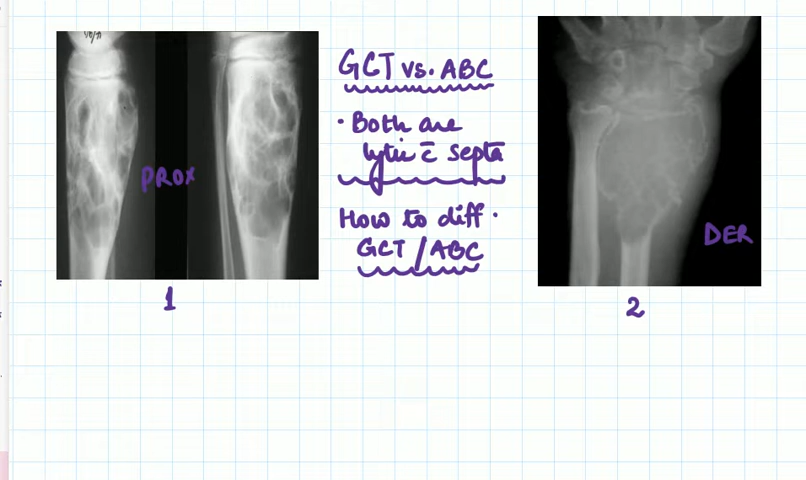 PROX
1
GCT vs. ABC
· Both are
lytic c̄ septa
How to diff ·
GCT / ABC
DER
2